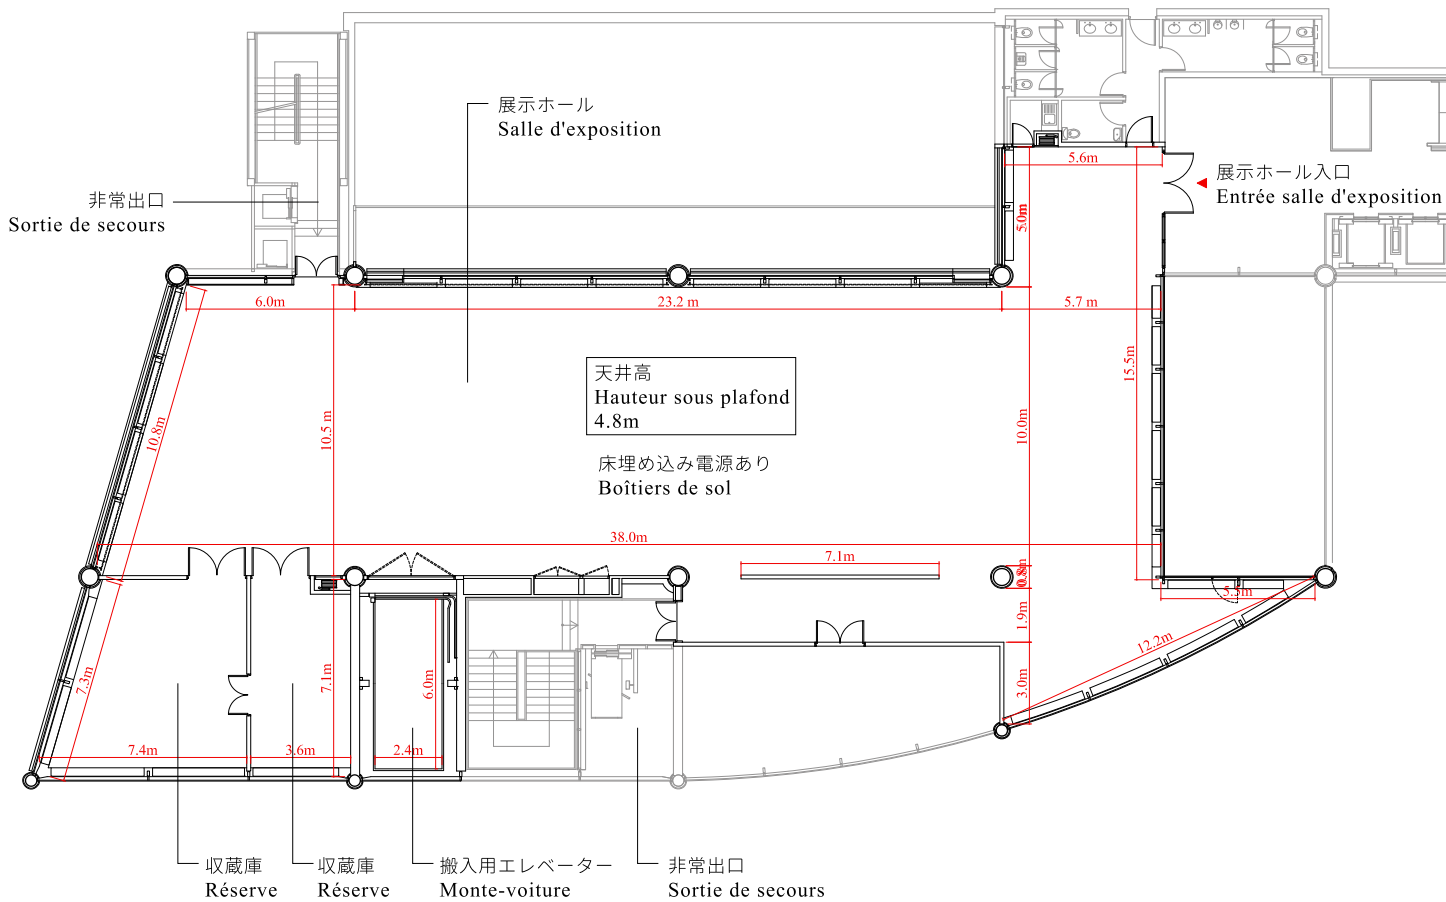 展示ホール
Salle d'exposition
5.6m
展示ホール入口
Entrée salle d'exposition
非常出口
Sortie de secours
5.0m
6.0m
23.2 m
5.7 m
15.5m
天井高
Hauteur sous plafond
4.8m
10.8m
10.5 m
10.0m
床埋め込み電源あり
Boîtiers de sol
38.0m
7.1m
0.8m
5.5m
1.9m
12.2m
7.3m
7.1m
6.0m
3.0m
7.4m
3.6m
2.4m
収蔵庫
Réserve
収蔵庫
Réserve
搬入用エレベーター
Monte-voiture
非常出口
Sortie de secours